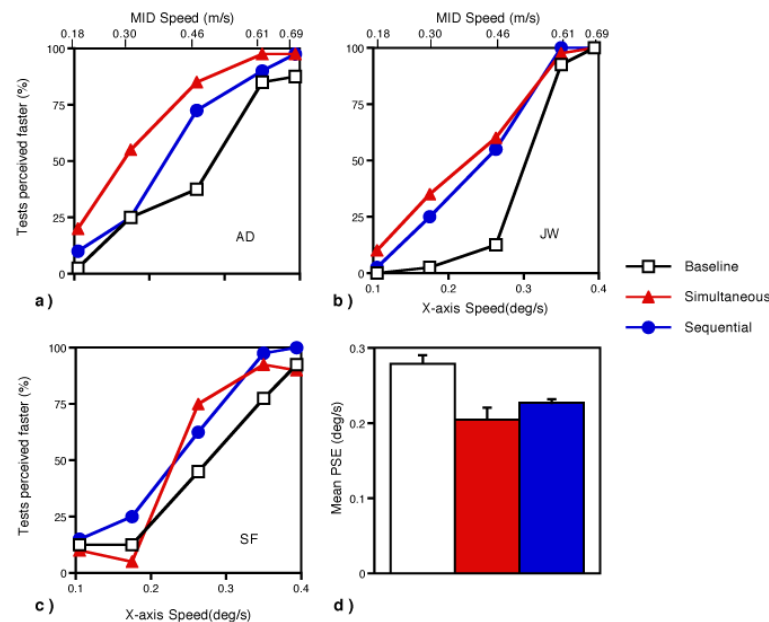 MID Speed (m/s)
0.18 0.30 0.46 0.61 0.69
100
75
50
25
0
Tests perceived faster (%)
AD
a)
MID Speed (m/s)
0.18 0.30 0.46 0.61 0.69
100
75
50
25
0
JW
0.1 0.2 0.3 0.4
b)
X-axis Speed(deg/s)
Baseline
Simultaneous
Sequential
100
75
50
25
0
Tests perceived faster (%)
SF
0.1 0.2 0.3 0.4
c)
X-axis Speed(deg/s)
0.3
0.2
0.1
0
Mean PSE (deg/s)
d)